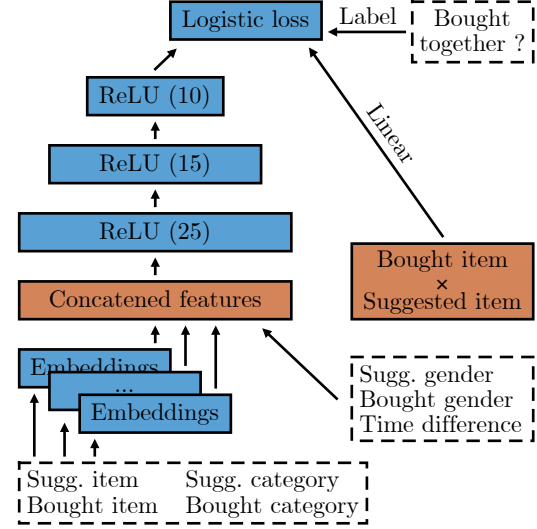 Logistic loss
Label
Bought
together ?
ReLU (10)
Linear
ReLU (15)
ReLU (25)
Bought item
×
Suggested item
Concatened features
Embeddings
...
Embeddings
Sugg. gender
Bought gender
Time difference
Sugg. item Sugg. category
Bought item Bought category